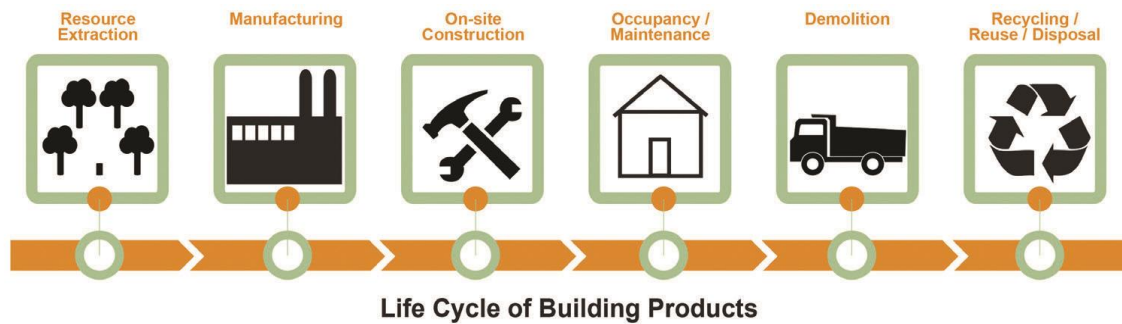 Resource
Extraction
Manufacturing
On-site
Construction
Occupancy /
Maintenance
Demolition
Recycling /
Reuse / Disposal
Life Cycle of Building Products